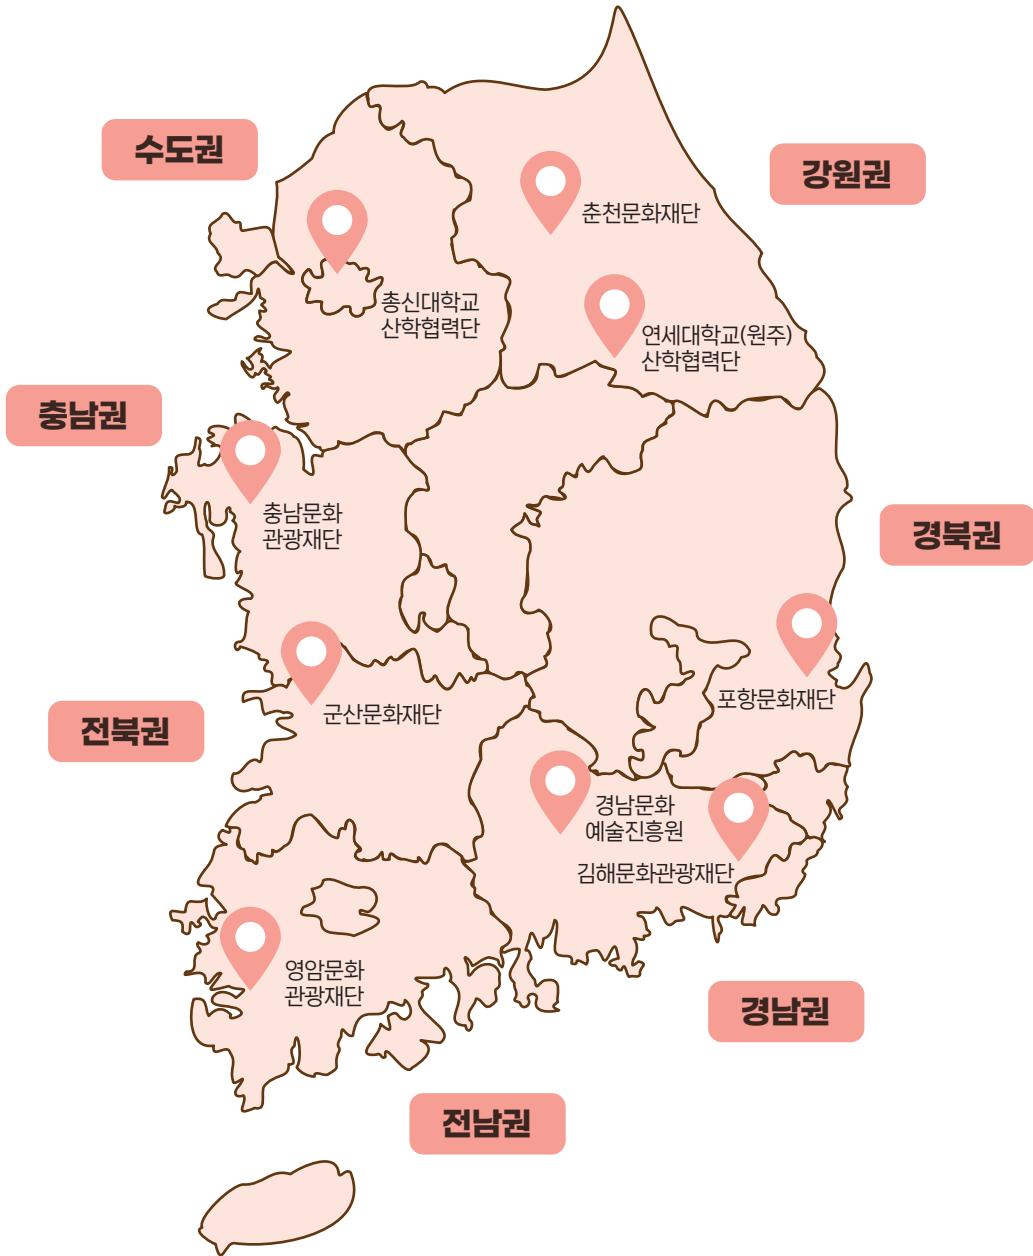 수도권
강원권
춘천문화재단
총신대학교
산학협력단
연세대학교(원주)
산학협력단
충남권
충남문화
관광재단
경북권
포항문화재단
전북권
군산문화재단
경남문화
예술진흥원
김해문화관광재단
영암문화
관광재단
경남권
전남권